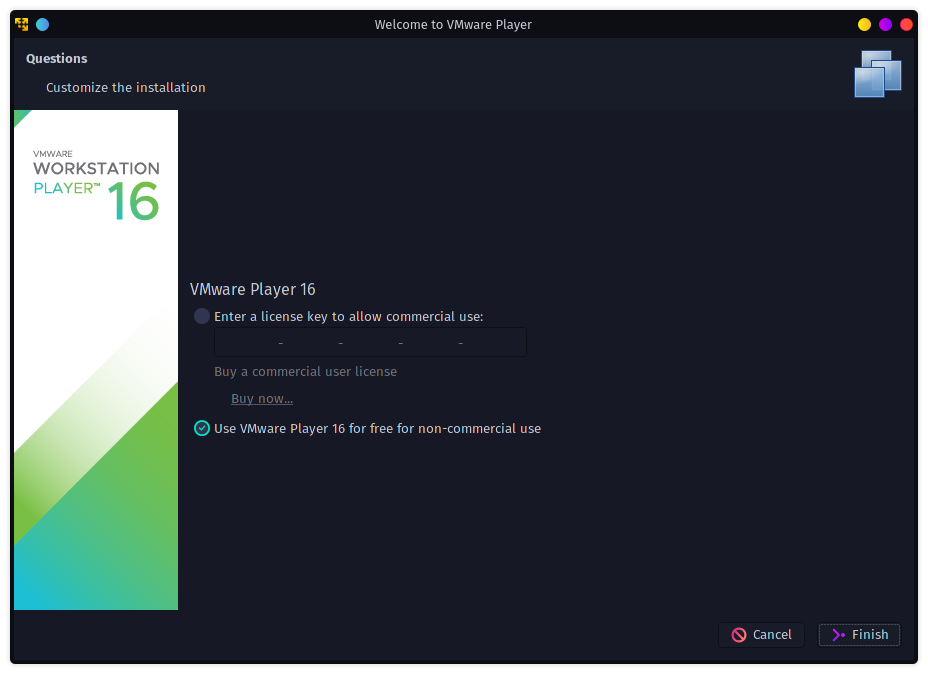 Welcome to VMware Player
Questions
Customize the installation
VMWARE
WORKSTATION
PLAYER™ 16
VMware Player 16
Enter a license key to allow commercial use:
- - - -
Buy a commercial user license
Buy now...
Use VMware Player 16 for free for non-commercial use
Cancel
Finish